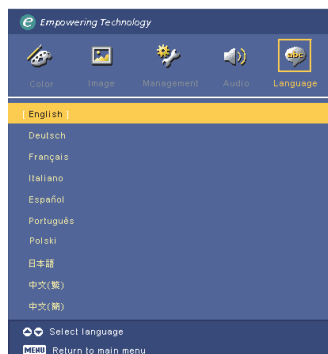 e Empowering Technology
Color Image Management Audio Language
[ English ]
Deutsch
Français
Italiano
Español
Português
Polski
日本語
中文(繁)
中文(簡)
Select language
MENU Return to main menu